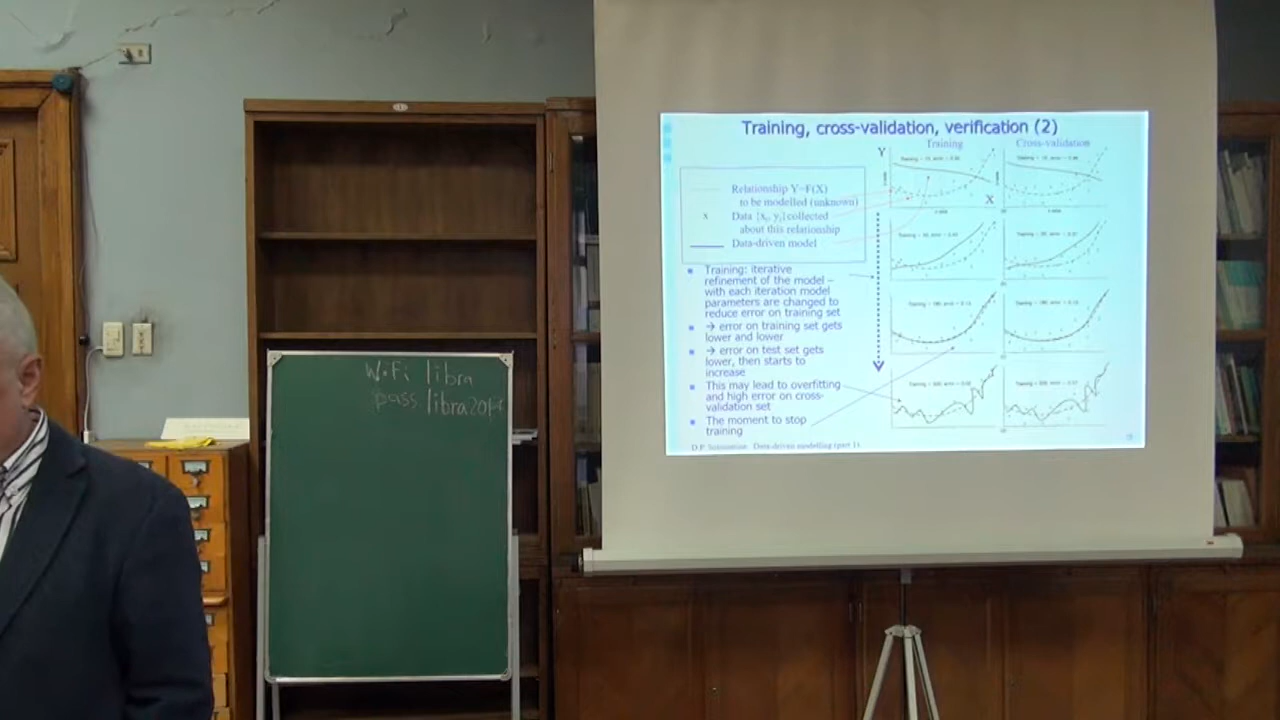 WiFi libra
pass. libra
Training, cross-validation, verification (2)
Training
Cross-validation
Y
X
Relationship Y=F(X)
to be modelled (unknown)
x Data {xi, yi} collected
about this relationship
Data-driven model
Training: iterative
refinement of the model –
with each iteration model
parameters are changed to
reduce error on training set
→ error on training set gets
lower and lower
→ error on test set gets
lower, then starts to
increase
This may lead to overfitting
and high error on cross-
validation set
The moment to stop
training
Data-driven modelling (part 1).